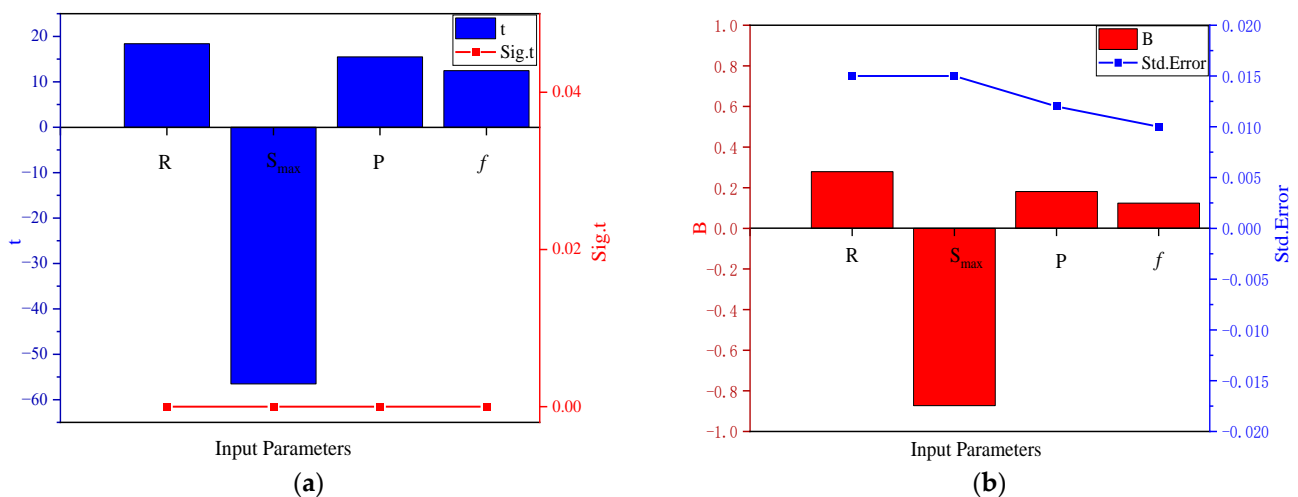 t
Sig.t
20
10
0
−10
−20
−30
−40
−50
−60
t
0.04
0.02
0.00
Sig.t
R
Smax
P
f
Input Parameters
(a)
B
Std.Error
1.0
0.8
0.6
0.4
0.2
0.0
-0.2
-0.4
-0.6
-0.8
-1.0
B
0.020
0.015
0.010
0.005
0.000
-0.005
-0.010
-0.015
-0.020
Std.Error
R
Smax
P
f
Input Parameters
(b)